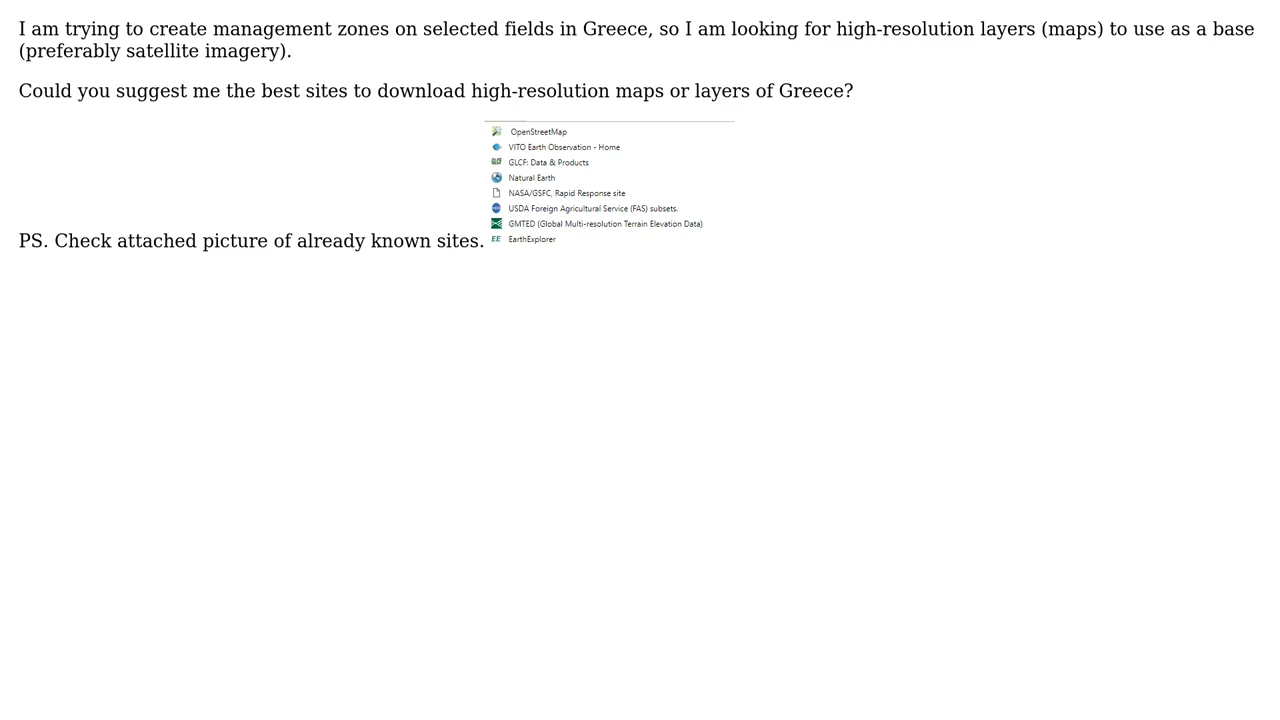 I am trying to create management zones on selected fields in Greece, so I am looking for high-resolution layers (maps) to use as a base
(preferably satellite imagery).
Could you suggest me the best sites to download high-resolution maps or layers of Greece?
OpenStreetMap
VITO Earth Observation - Home
GLCF GLCF: Data & Products
Natural Earth
NASA/GSFC, Rapid Response site
USDA Foreign Agricultural Service (FAS) subsets.
GMTED (Global Multi-resolution Terrain Elevation Data)
EE EarthExplorer
PS. Check attached picture of already known sites.